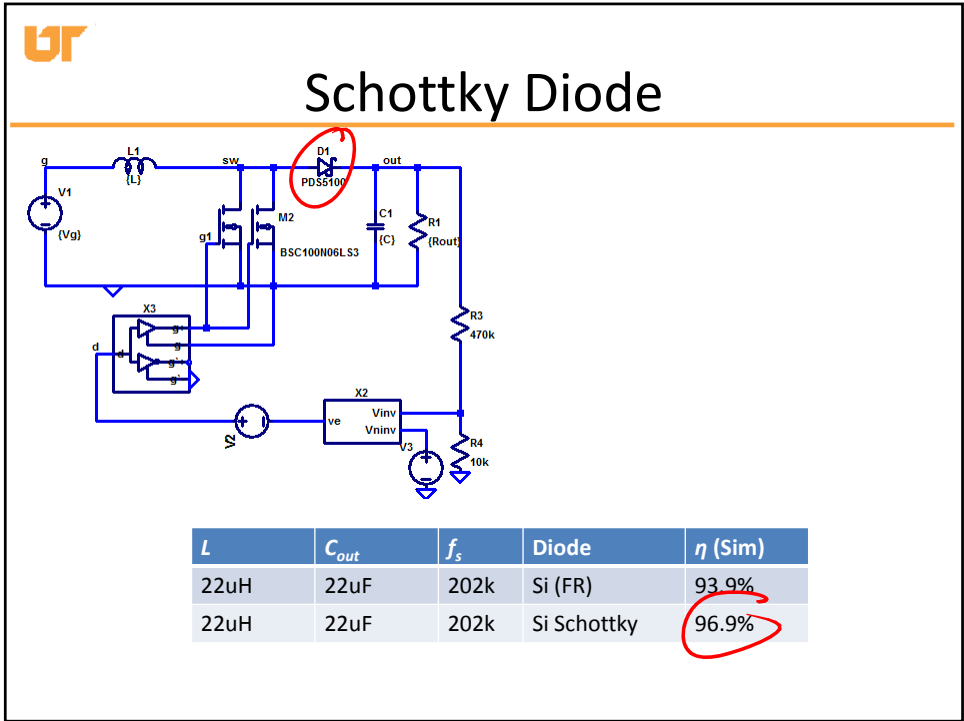 UT
Schottky Diode
g
L1
{L}
sw
D1
PDS5100
out
V1
{Vg}
g1
M2
BSC100N06LS3
C1
{C}
R1
{Rout}
X3
d
d
g+
g-
g'+
g'-
R3
470k
X2
ve
Vinv
Vninv
V2
V3
R4
10k
L C_out f_s Diode η (Sim)
22uH 22uF 202k Si (FR) 93.9%
22uH 22uF 202k Si Schottky 96.9%